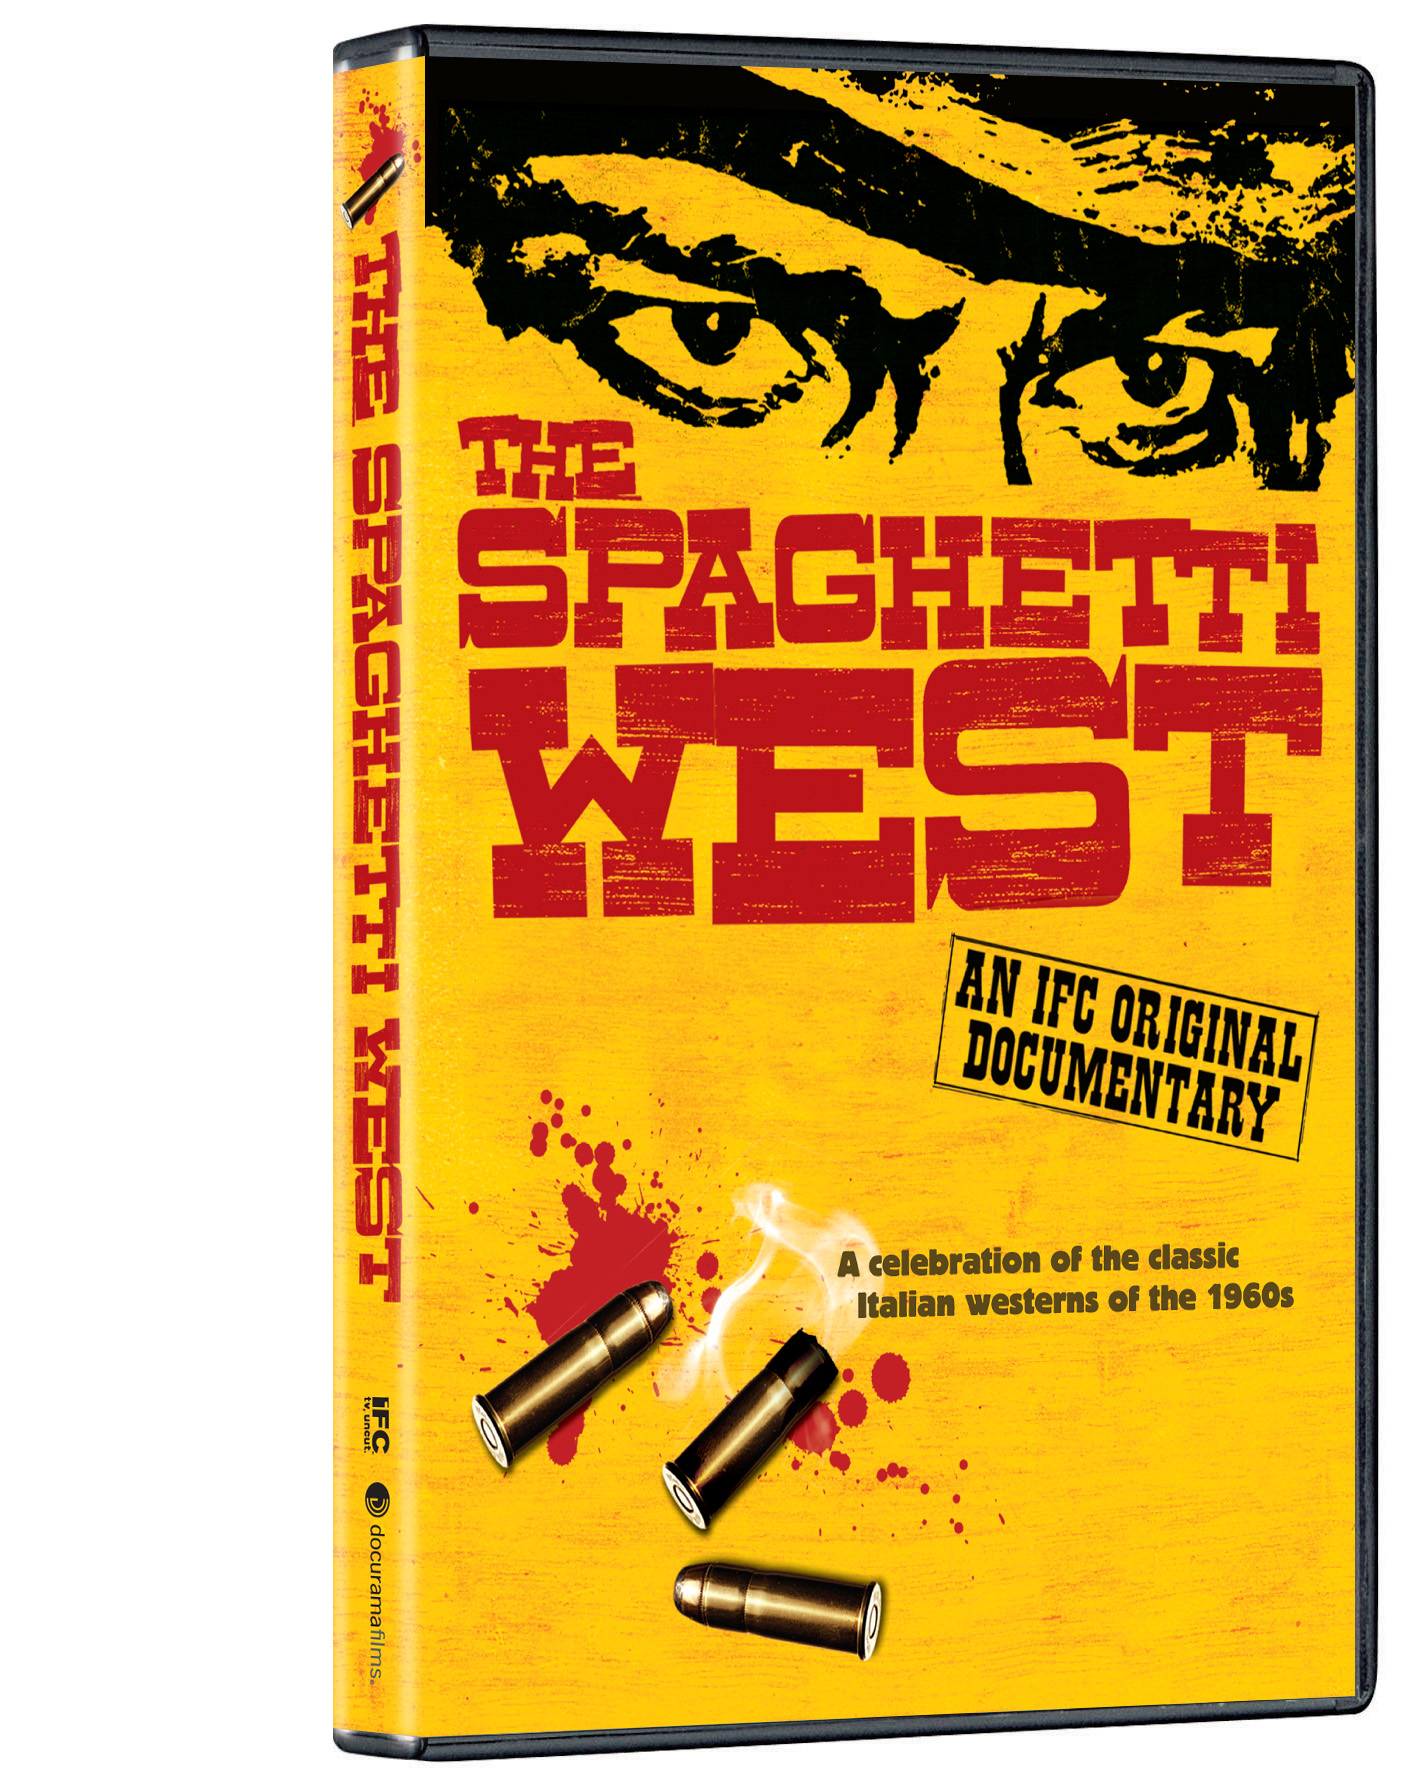 THE
SPAGHETTI
WEST
AN IFC ORIGINAL
DOCUMENTARY
A celebration of the classic
Italian westerns of the 1960s
THE SPAGHETTI WEST
iFC
tv, uncut.
docuramafilms